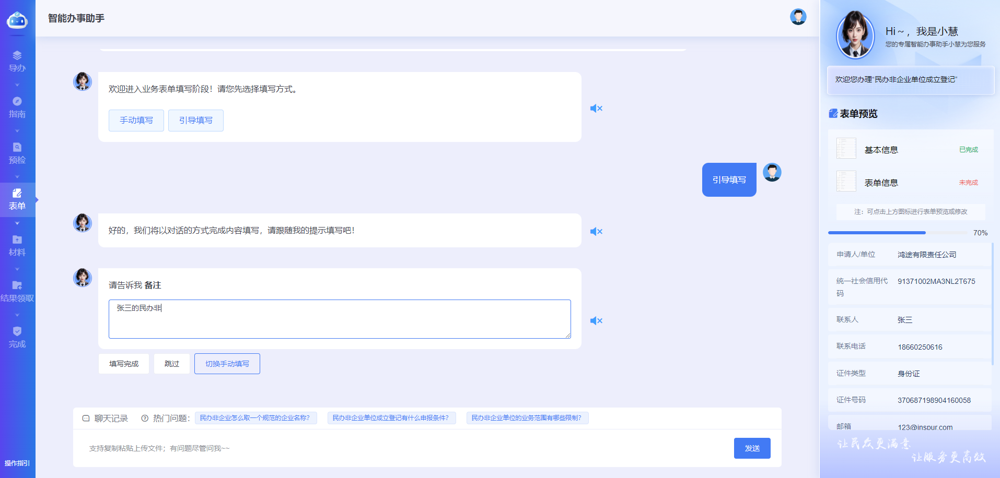 导办
指南
预检
表单
材料
结果领取
完成
操作指引
智能办事助手
欢迎进入业务表单填写阶段！请您先选择填写方式。
手动填写
引导填写
引导填写
好的，我们将以对话的方式完成内容填写，请跟随我的提示填写吧！
请告诉我 备注
张三的民办非
填写完成
跳过
切换手动填写
聊天记录
热门问题：
民办非企业怎么取一个规范的企业名称？
民办非企业单位成立登记有什么申报条件？
民办非企业单位的业务范围有哪些限制？
支持复制粘贴上传文件；有问题尽管问我~~
发送
Hi~，我是小慧
您的专属智能办事助手小慧为您服务
欢迎您办理“民办非企业单位成立登记”
表单预览
基本信息 已完成
表单信息 未完成
注：可点击上方图标进行表单预览或修改
70%
申请人/单位 鸿途有限责任公司
统一社会信用代
码 91371002MA3NL2T675
联系人 张三
联系电话 18660250616
证件类型 身份证
证件号码 370687198904160058
邮箱 123@inspur.com
让民众更满意
让服务更高效